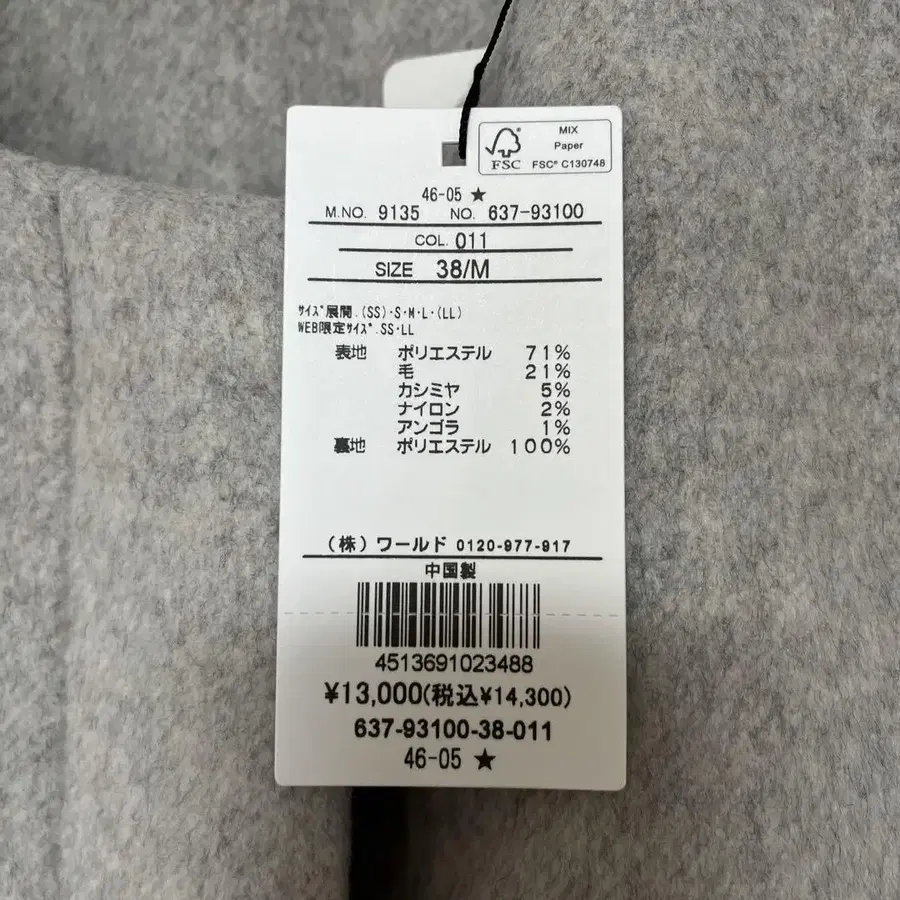 MIX
Paper
FSC
FSC® C130748
46-05 ★
M.NO. 9135 NO. 637-93100
COL. 011
SIZE 38/M
ｻｲｽﾞ展開.(SS)･S･M･L･(LL)
WEB限定ｻｲｽﾞ.SS･LL
表地 ポリエステル 71%
毛 21%
カシミヤ 5%
ナイロン 2%
アンゴラ 1%
裏地 ポリエステル 100%
(株)ワールド 0120-977-917
中国製
4513691023488
¥13,000(税込¥14,300)
637-93100-38-011
46-05 ★